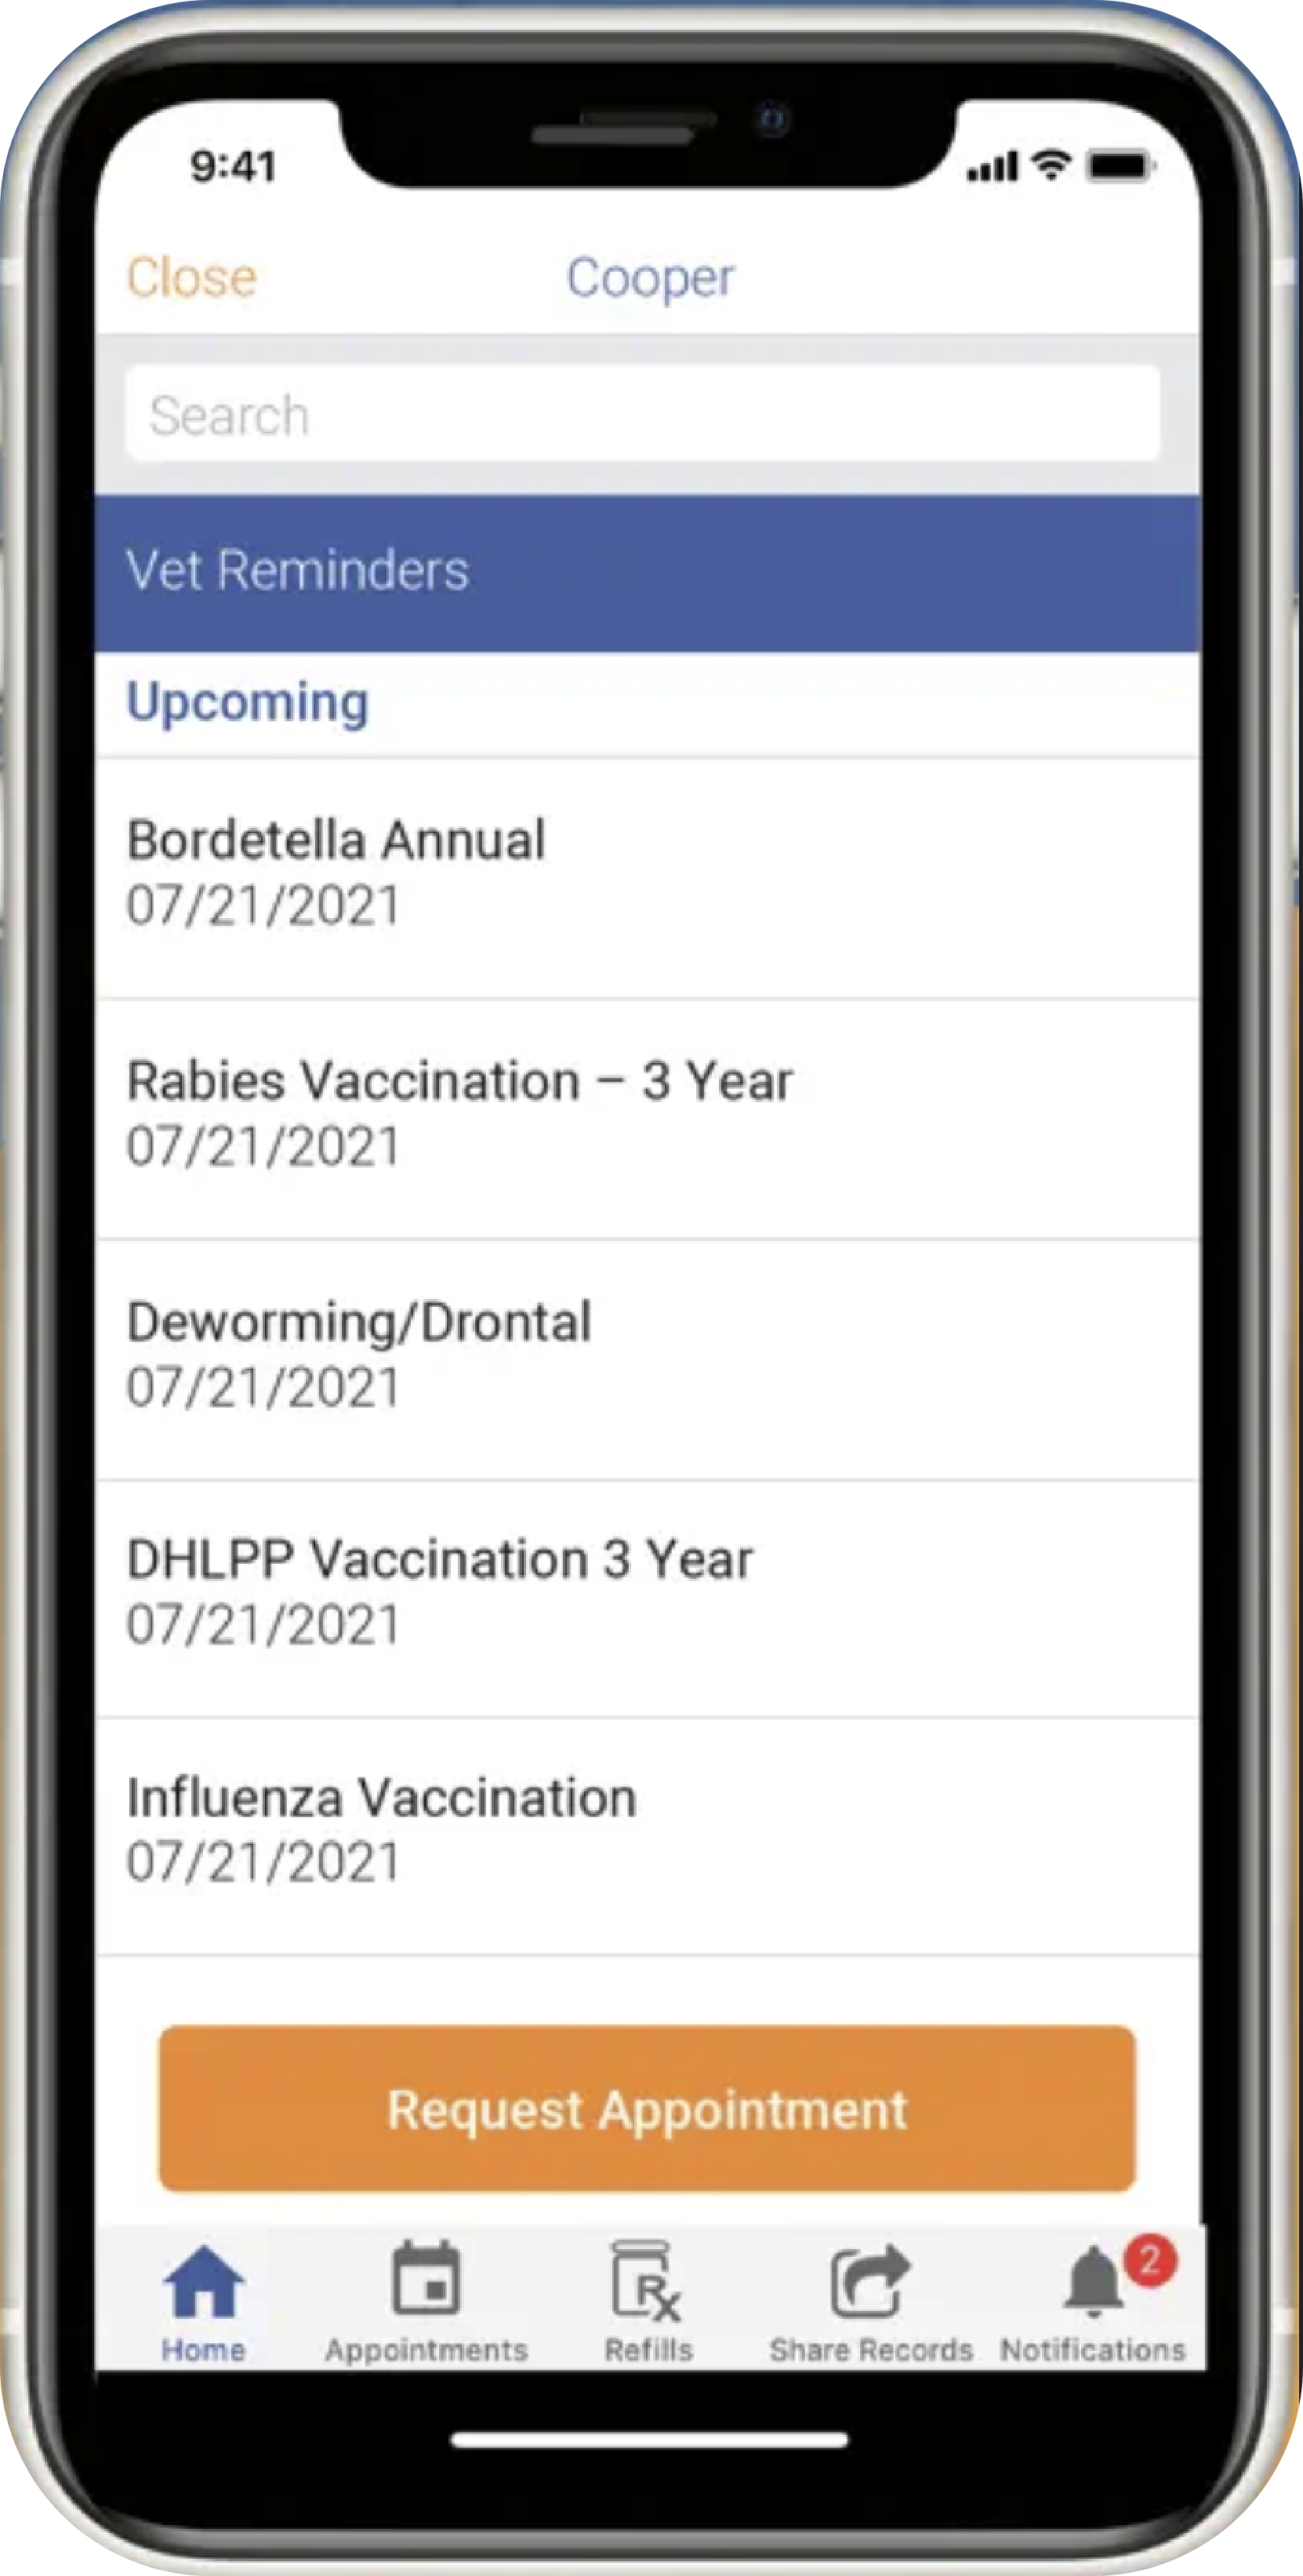 9:41
Close
Cooper
Search
Vet Reminders
Upcoming
Bordetella Annual
07/21/2021
Rabies Vaccination – 3 Year
07/21/2021
Deworming/Drontal
07/21/2021
DHLPP Vaccination 3 Year
07/21/2021
Influenza Vaccination
07/21/2021
Request Appointment
2
Rx
Home
Appointments
Refills
Share Records
Notifications